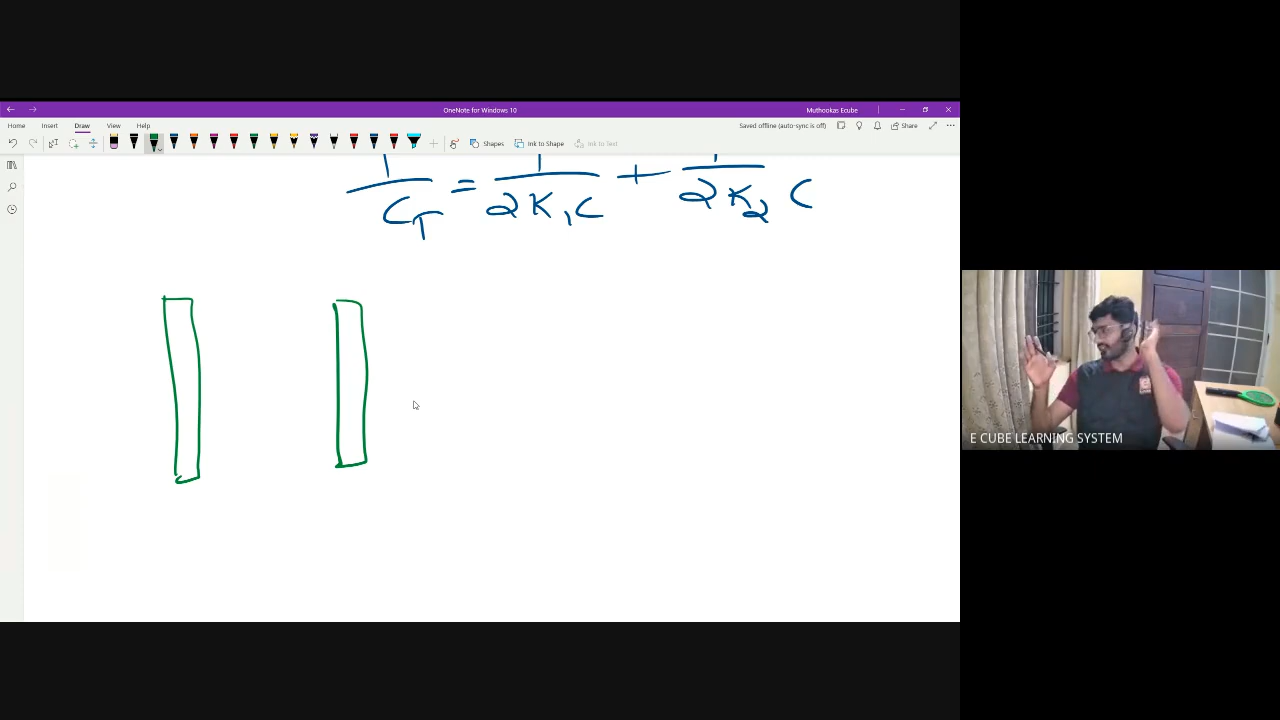 OneNote for Windows 10
Muthookas Ecube
Home Insert Draw View Help
Saved offline (auto-sync is off)
Share
Shapes
Ink to Shape
Ink to Text
1/C_T = 1/2K_1C + 1/2K_2C
E CUBE LEARNING SYSTEM